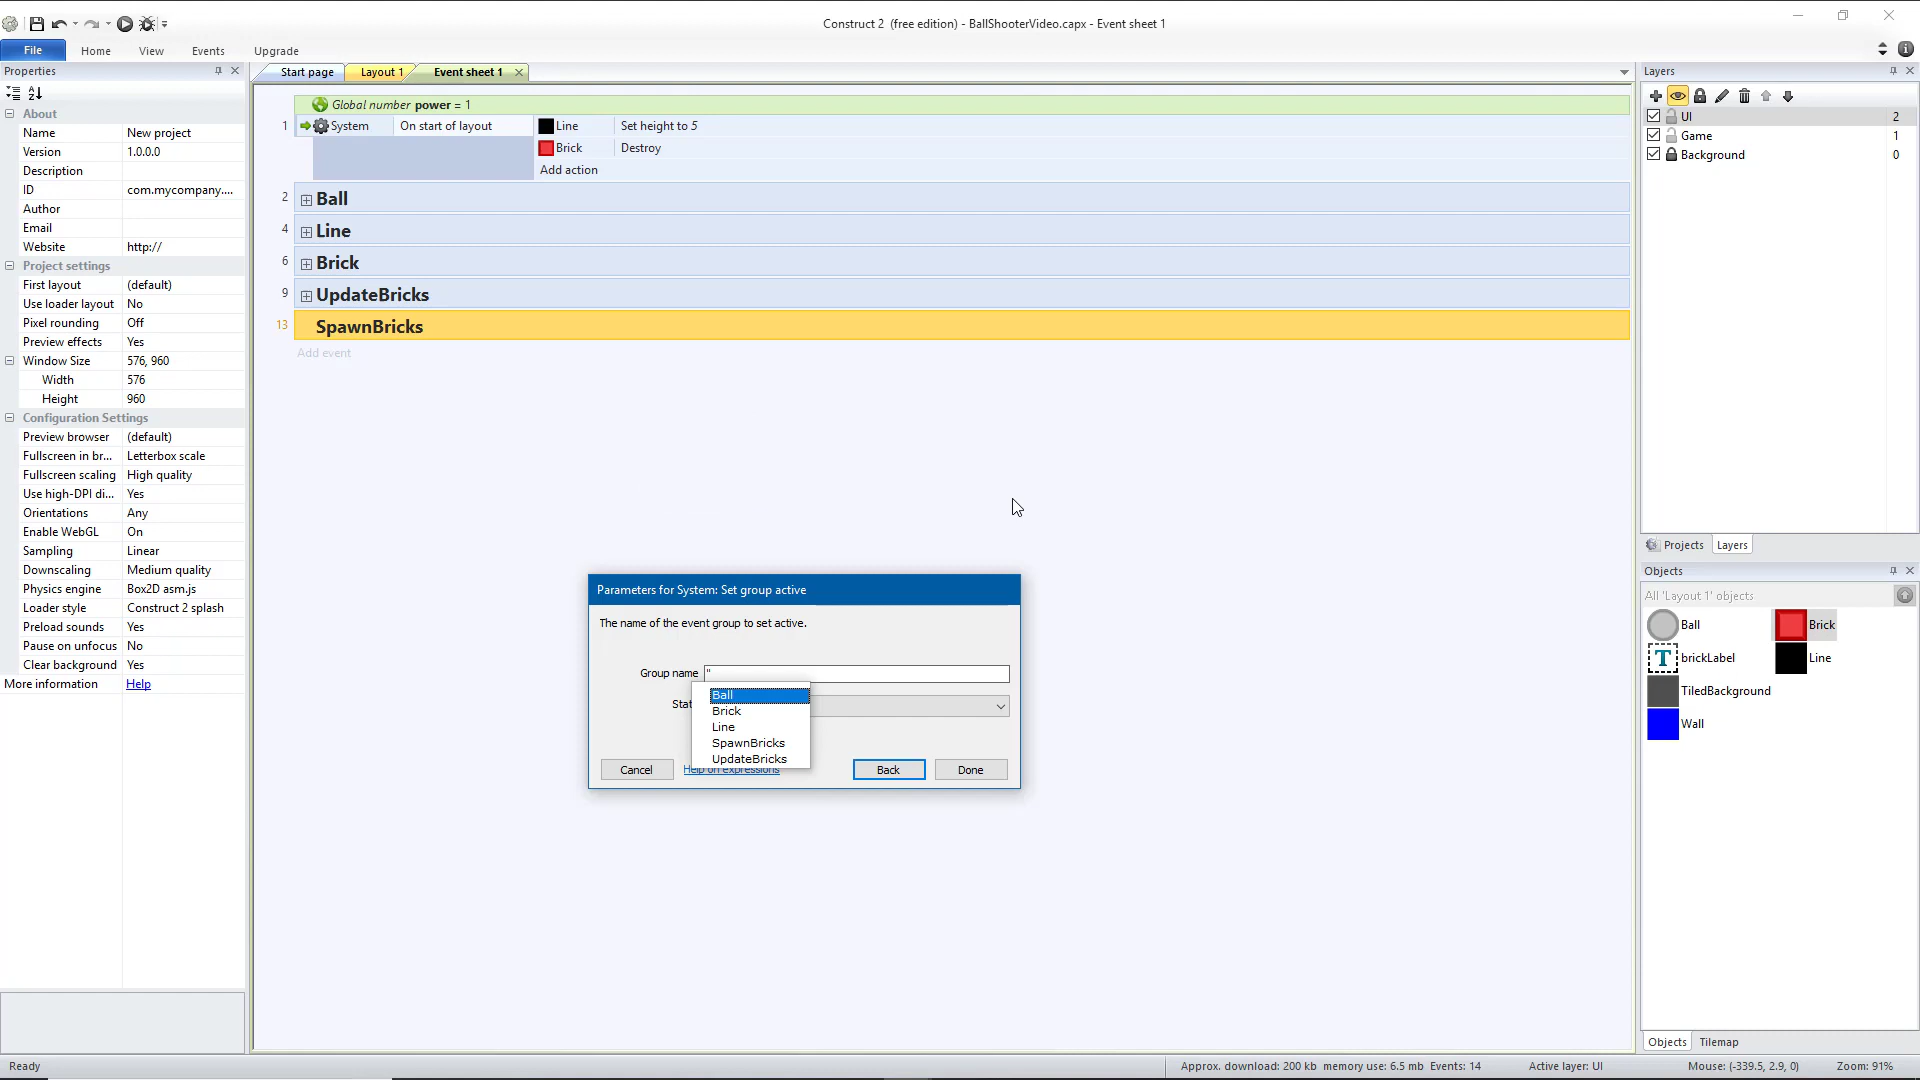 Construct 2 (free edition) - BallShooterVideo.capx - Event sheet 1
File Home View Events Upgrade
Properties
About
Name New project
Version 1.0.0.0
Description
ID com.mycompany....
Author
Email
Website http://
Project settings
First layout (default)
Use loader layout No
Pixel rounding Off
Preview effects Yes
Window Size 576, 960
Width 576
Height 960
Configuration Settings
Preview browser (default)
Fullscreen in br... Letterbox scale
Fullscreen scaling High quality
Use high-DPI di... Yes
Orientations Any
Enable WebGL On
Sampling Linear
Downscaling Medium quality
Physics engine Box2D asm.js
Loader style Construct 2 splash
Preload sounds Yes
Pause on unfocus No
Clear background Yes
More information Help
Start page Layout 1 Event sheet 1
Global number power = 1
1 System On start of layout Line Set height to 5
Brick Destroy
Add action
2 Ball
4 Line
6 Brick
9 UpdateBricks
13 SpawnBricks
Add event
Parameters for System: Set group active
The name of the event group to set active.
Group name "
Stat
Ball
Brick
Line
SpawnBricks
UpdateBricks
Cancel Help on expressions Back Done
Layers
UI 2
Game 1
Background 0
Projects Layers
Objects
All 'Layout 1' objects
Ball Brick
T brickLabel Line
TiledBackground
Wall
Objects Tilemap
Ready Approx. download: 200 kb memory use: 6.5 mb Events: 14 Active layer: UI Mouse: (-339.5, 2.9, 0) Zoom: 91%